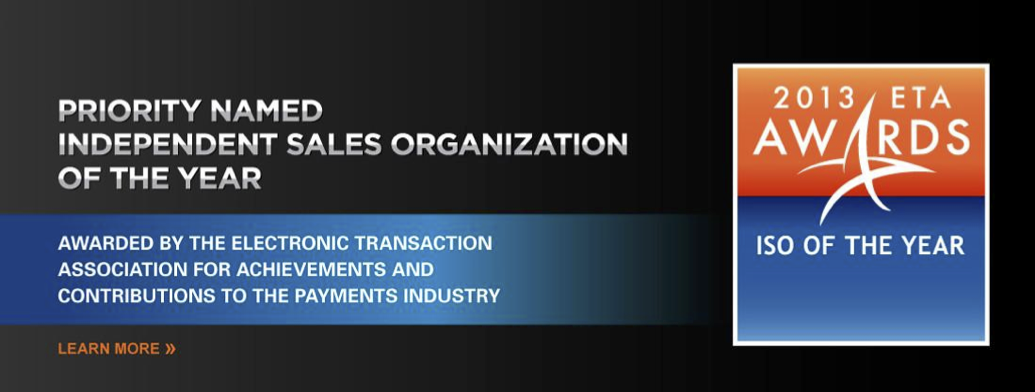 PRIORITY NAMED
INDEPENDENT SALES ORGANIZATION
OF THE YEAR
AWARDED BY THE ELECTRONIC TRANSACTION
ASSOCIATION FOR ACHIEVEMENTS AND
CONTRIBUTIONS TO THE PAYMENTS INDUSTRY
LEARN MORE »
2013 ETA
AWARDS
ISO OF THE YEAR